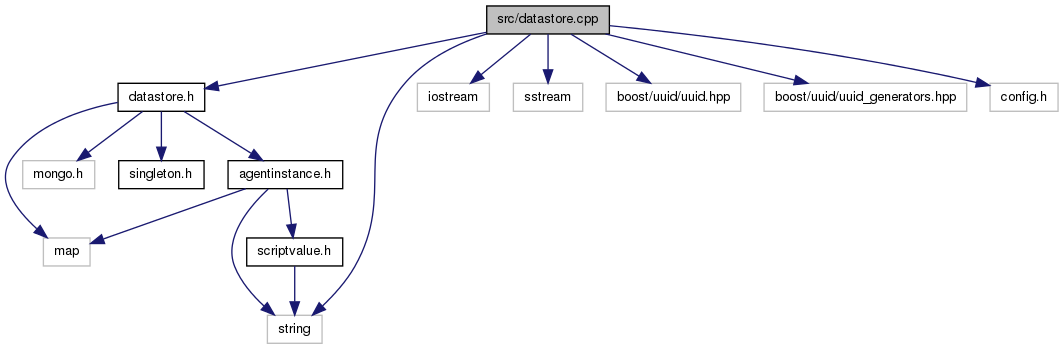 src/datastore.cpp
datastore.h
iostream
sstream
boost/uuid/uuid.hpp
boost/uuid/uuid_generators.hpp
config.h
mongo.h
singleton.h
agentinstance.h
map
scriptvalue.h
string